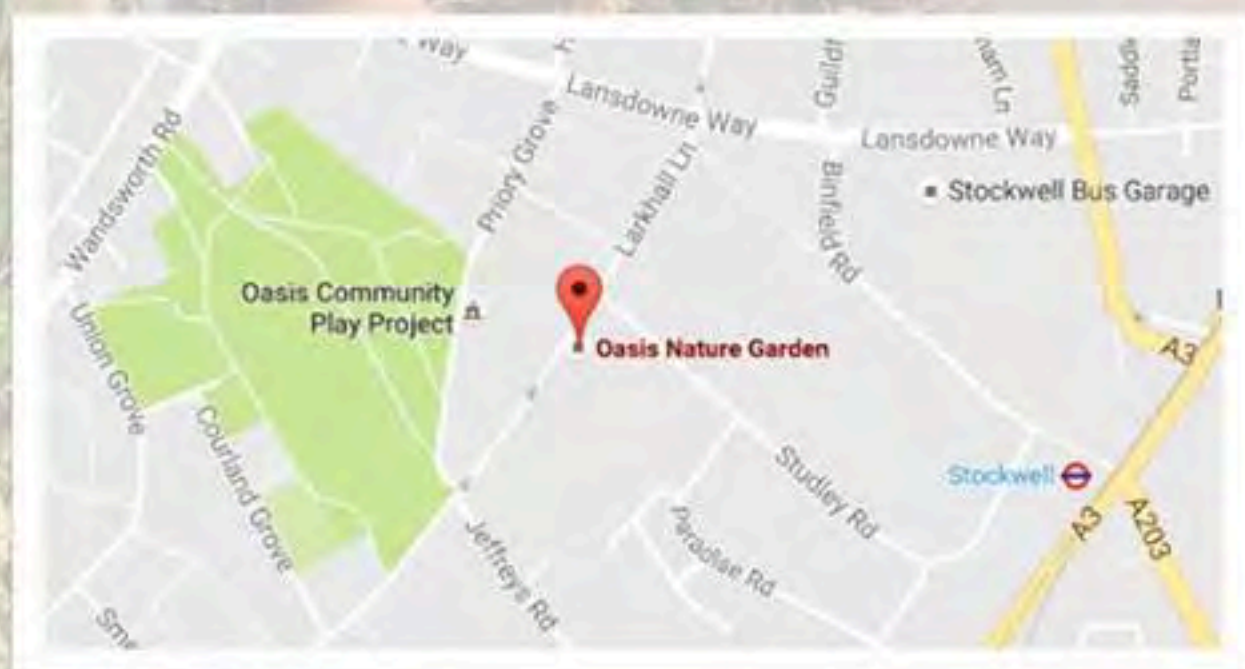 Way
Lansdowne Way
Lansdowne Way
Wandsworth Rd
Priory Grove
Larkhall Ln
Binfield Rd
Stockwell Bus Garage
Oasis Community
Play Project
Oasis Nature Garden
Union Grove
Courland Grove
A3
Stockwell
Studley Rd
Paradise Rd
Jeffreys Rd
A3
A203